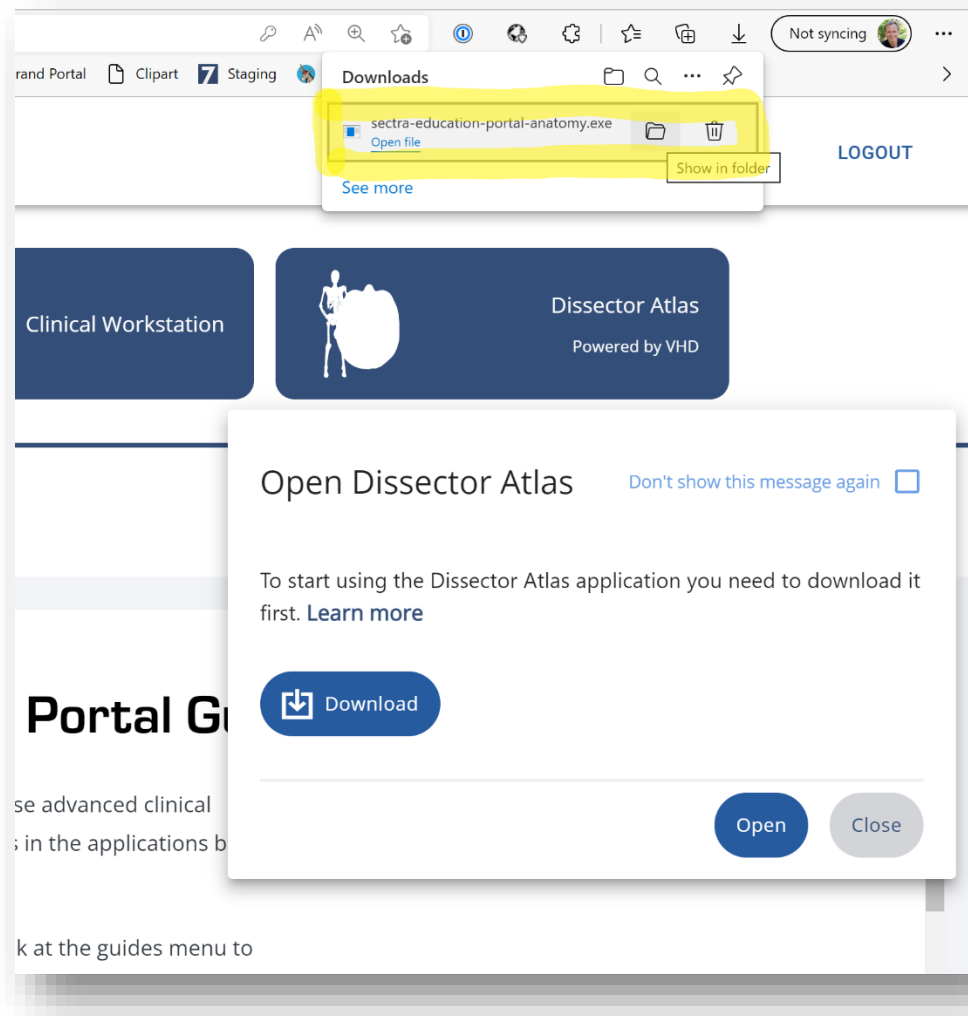 Not syncing
rand Portal
Clipart
7 Staging
Downloads
sectra-education-portal-anatomy.exe
Open file
Show in folder
See more
LOGOUT
Clinical Workstation
Dissector Atlas
Powered by VHD
Open Dissector Atlas
Don't show this message again
To start using the Dissector Atlas application you need to download it
first. Learn more
Download
Open
Close
Portal Gu
se advanced clinical
s in the applications b
k at the guides menu to